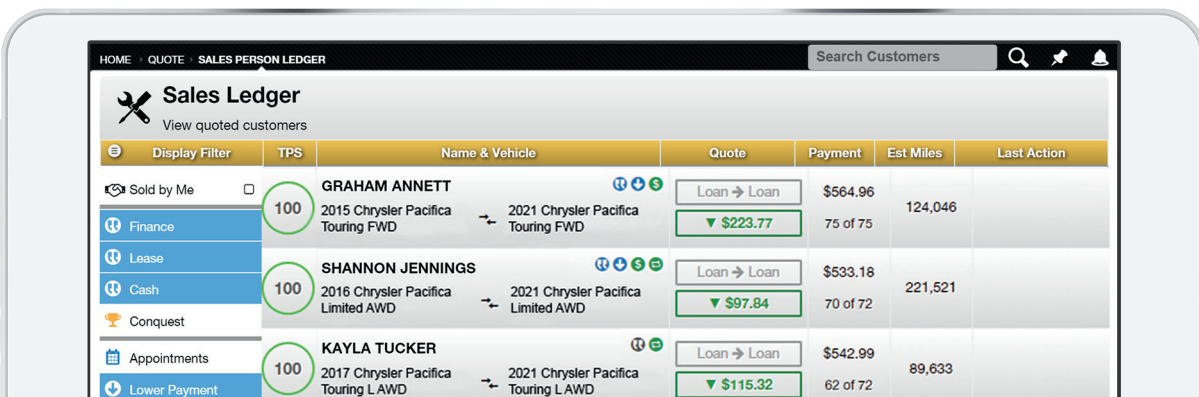 HOME › QUOTE › SALES PERSON LEDGER
Search Customers
Sales Ledger
View quoted customers
Display Filter TPS Name & Vehicle Quote Payment Est Miles Last Action
Sold by Me
Finance
Lease
Cash
Conquest
Appointments
Lower Payment
100
GRAHAM ANNETT
2015 Chrysler Pacifica
Touring FWD
2021 Chrysler Pacifica
Touring FWD
Loan → Loan
▼ $223.77
$564.96
75 of 75
124,046
100
SHANNON JENNINGS
2016 Chrysler Pacifica
Limited AWD
2021 Chrysler Pacifica
Limited AWD
Loan → Loan
▼ $97.84
$533.18
70 of 72
221,521
100
KAYLA TUCKER
2017 Chrysler Pacifica
Touring L AWD
2021 Chrysler Pacifica
Touring L AWD
Loan → Loan
▼ $115.32
$542.99
62 of 72
89,633